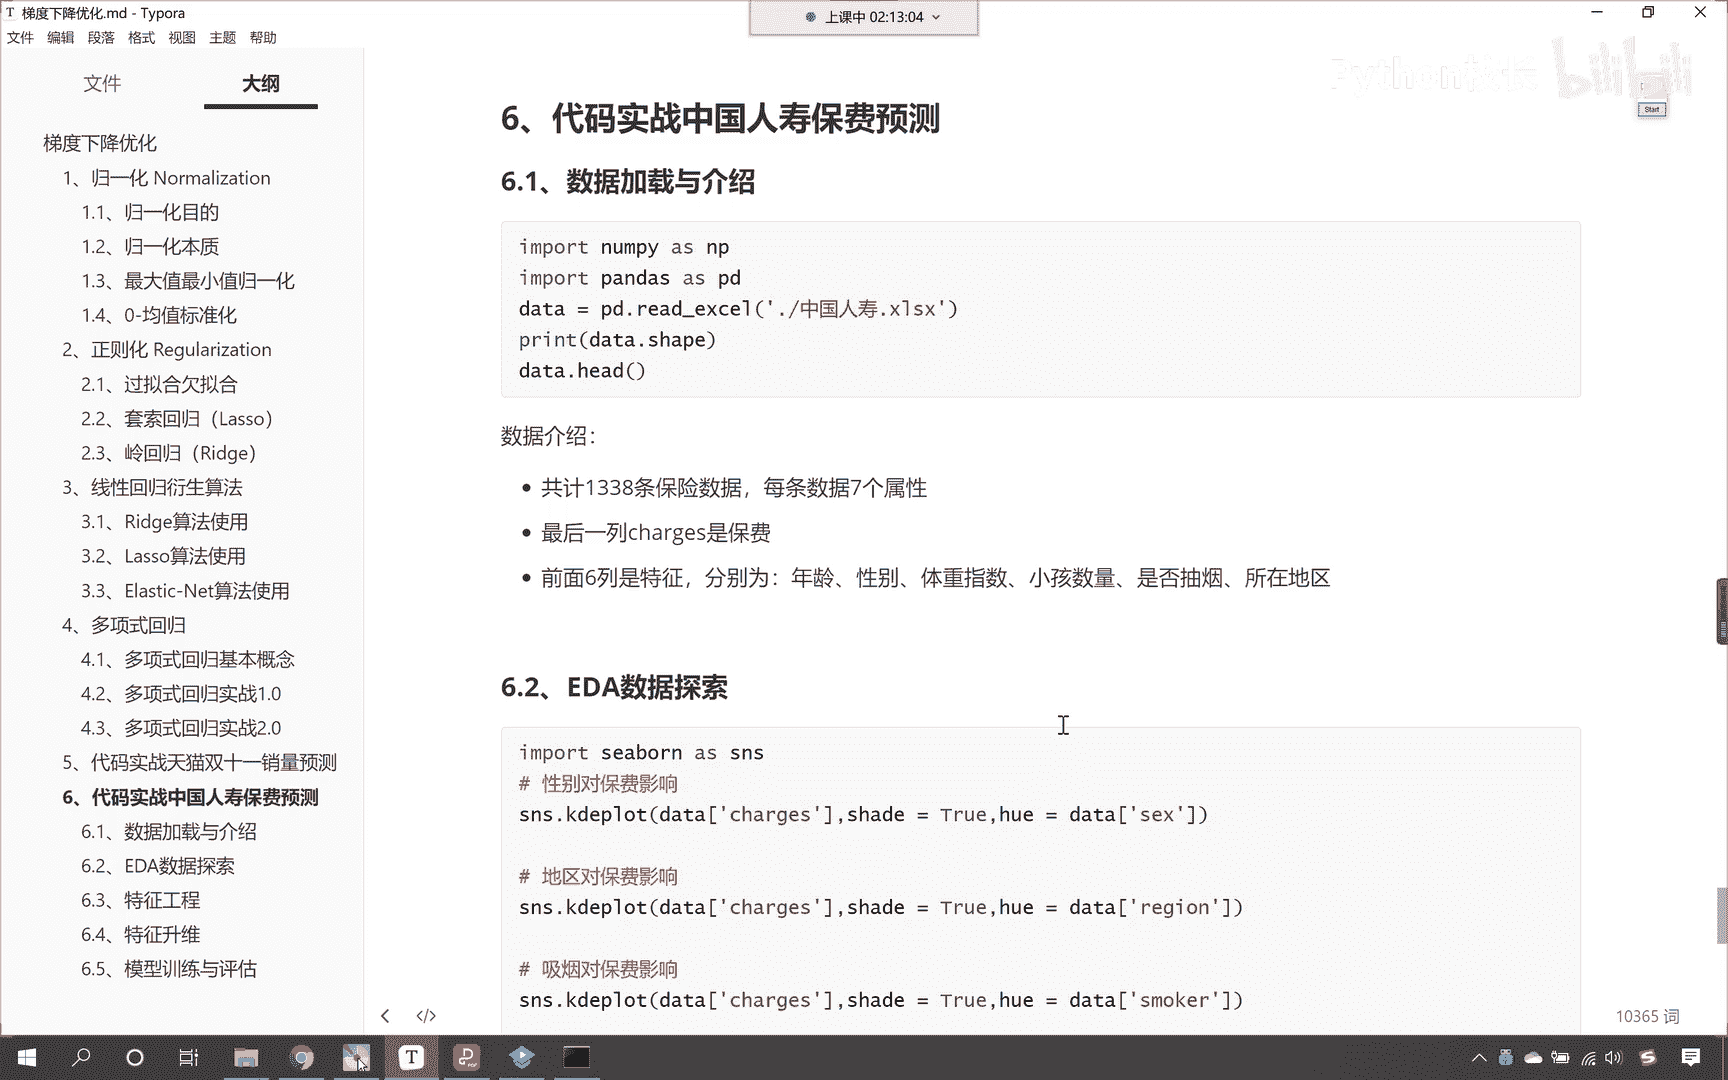 梯度下降优化.md - Typora
上课中 02:13:04
文件 编辑 段落 格式 视图 主题 帮助
文件 大纲
梯度下降优化
1、归一化 Normalization
1.1、归一化目的
1.2、归一化本质
1.3、最大值最小值归一化
1.4、0-均值标准化
2、正则化 Regularization
2.1、过拟合欠拟合
2.2、套索回归（Lasso）
2.3、岭回归（Ridge）
3、线性回归衍生算法
3.1、Ridge算法使用
3.2、Lasso算法使用
3.3、Elastic-Net算法使用
4、多项式回归
4.1、多项式回归基本概念
4.2、多项式回归实战1.0
4.3、多项式回归实战2.0
5、代码实战天猫双十一销量预测
6、代码实战中国人寿保费预测
6.1、数据加载与介绍
6.2、EDA数据探索
6.3、特征工程
6.4、特征升维
6.5、模型训练与评估
bilibili
Start
6、代码实战中国人寿保费预测
6.1、数据加载与介绍
import numpy as np
import pandas as pd
data = pd.read_excel('./中国人寿.xlsx')
print(data.shape)
data.head()
数据介绍：
共计1338条保险数据，每条数据7个属性
最后一列charges是保费
前面6列是特征，分别为：年龄、性别、体重指数、小孩数量、是否抽烟、所在地区
6.2、EDA数据探索
import seaborn as sns
# 性别对保费影响
sns.kdeplot(data['charges'],shade = True,hue = data['sex'])
# 地区对保费影响
sns.kdeplot(data['charges'],shade = True,hue = data['region'])
# 吸烟对保费影响
sns.kdeplot(data['charges'],shade = True,hue = data['smoker'])
10365 词